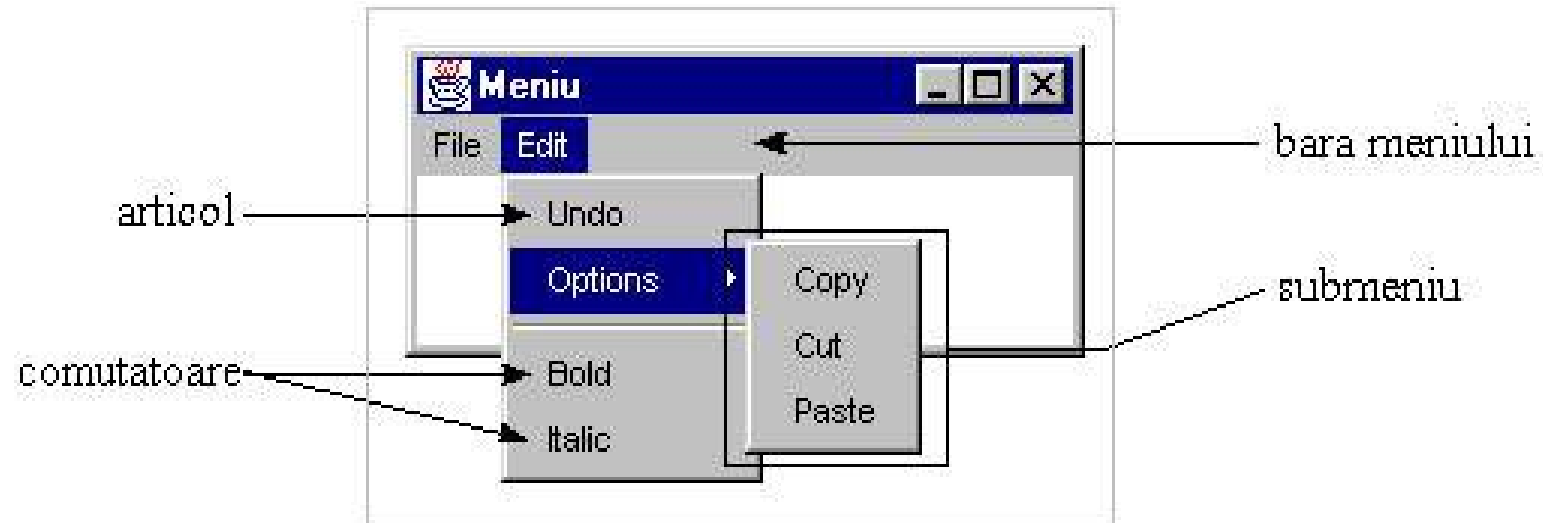 Meniu
File Edit
bara meniului
articol
Undo
Options
Copy
submeniu
Cut
comutatoare
Bold
Paste
Italic